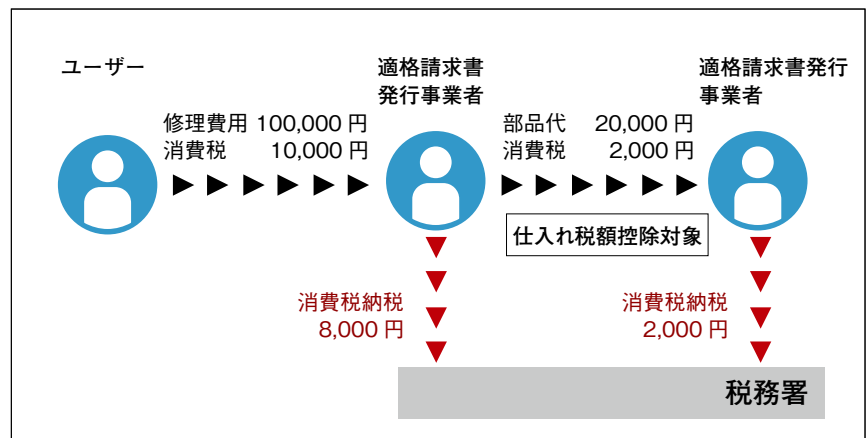 ユーザー
適格請求書
発行事業者
適格請求書発行
事業者
修理費用 100,000 円
消費税 10,000 円
部品代 20,000 円
消費税 2,000 円
仕入れ税額控除対象
消費税納税
8,000 円
消費税納税
2,000 円
税務署